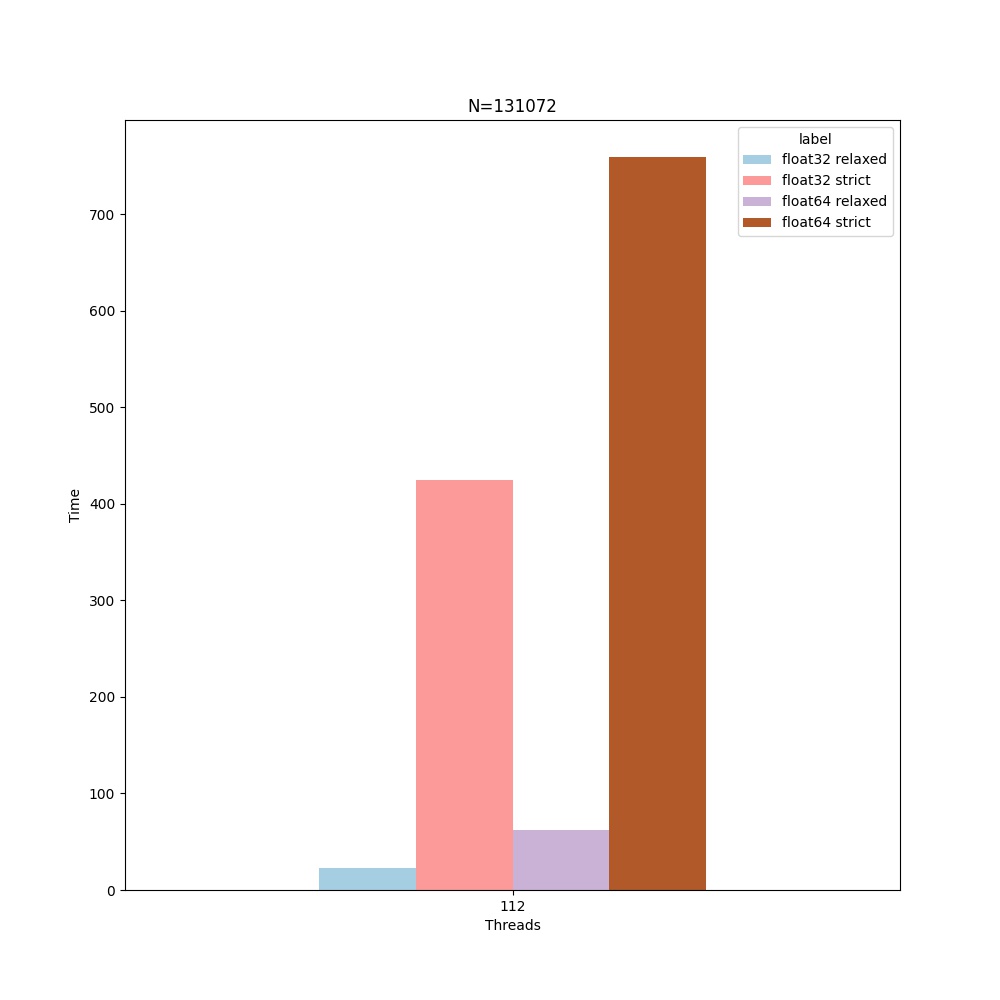 N=131072
label
float32 relaxed
float32 strict
float64 relaxed
float64 strict
700
600
500
400
300
200
100
0
Time
112
Threads